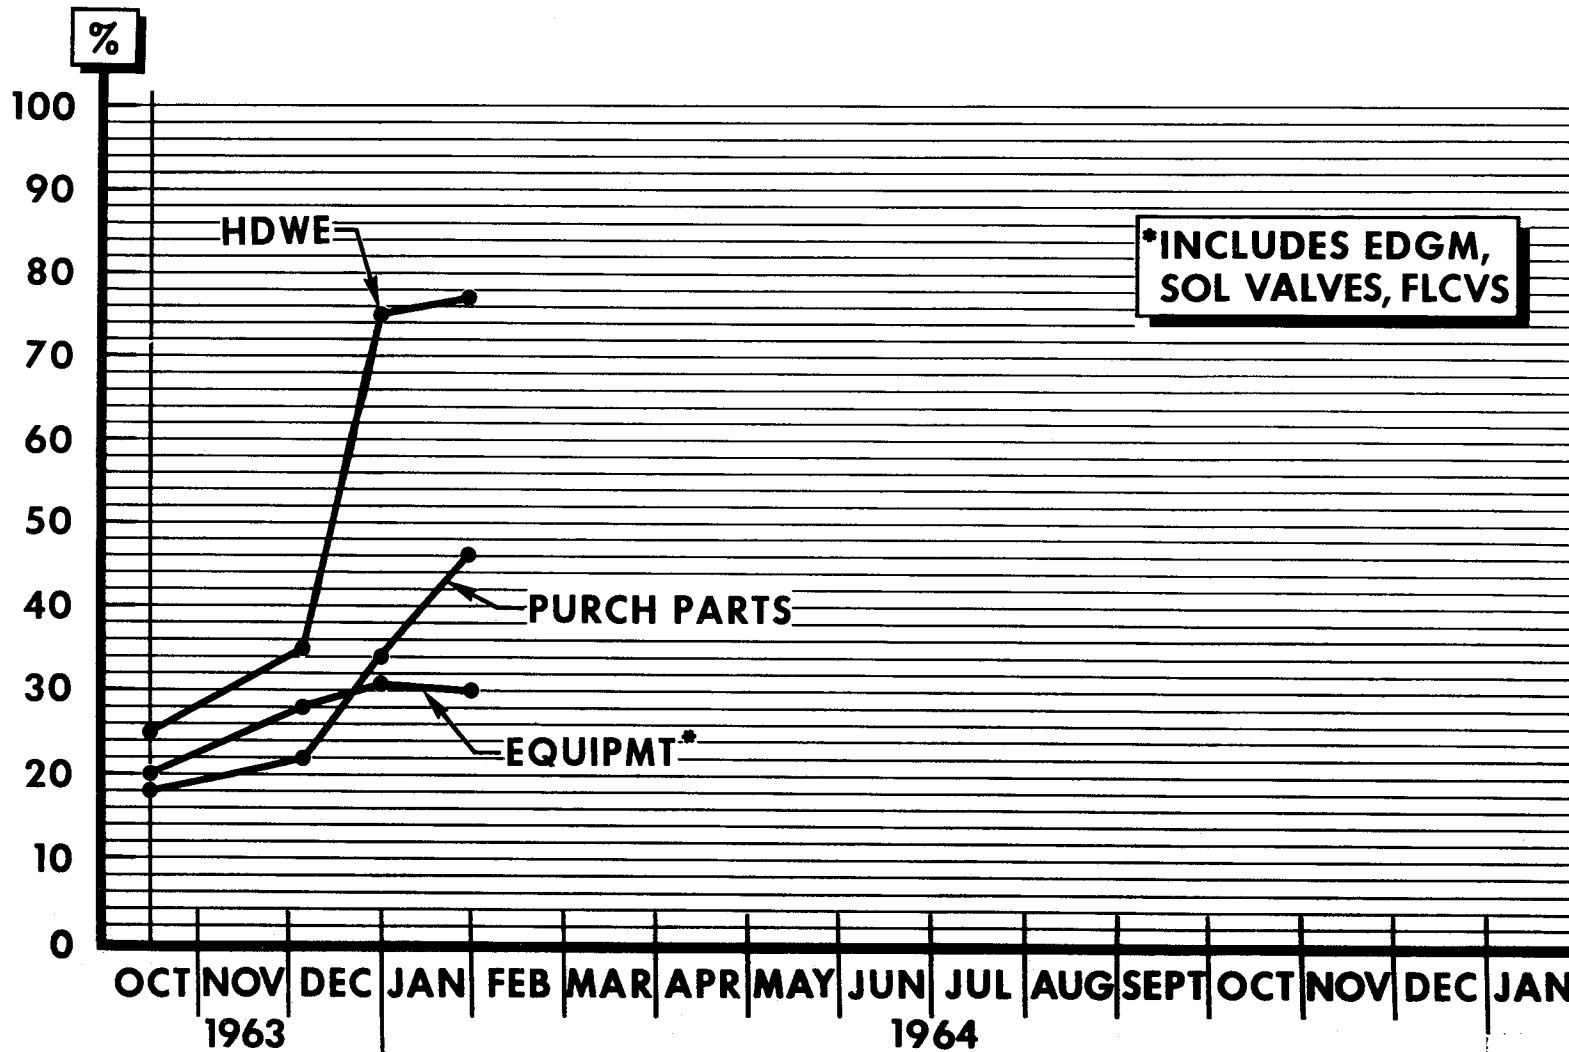 %
100
90
80
70
60
50
40
30
20
10
0
HDWE
*INCLUDES EDGM,
SOL VALVES, FLCVS
PURCH PARTS
EQUIPMT*
OCT NOV DEC JAN FEB MAR APR MAY JUN JUL AUG SEPT OCT NOV DEC JAN
1963 1964